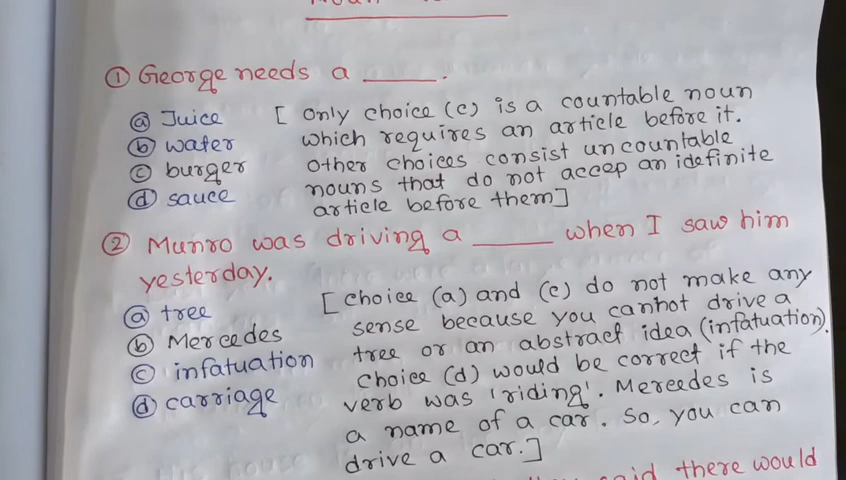 ① George needs a _____.
ⓐ Juice [ Only choice (c) is a countable noun
ⓑ water which requires an article before it.
ⓒ burger other choices consist uncountable
ⓓ sauce nouns that do not accep an idefinite
article before them]
② Munro was driving a _____ when I saw him
yesterday.
ⓐ tree [choice (a) and (c) do not make any
ⓑ Mercedes sense because you cannot drive a
ⓒ infatuation tree or an abstract idea (infatuation).
ⓓ carriage Choice (d) would be correct if the
verb was 'riding'. Mercedes is
a name of a car. So, you can
drive a car.]
said there would